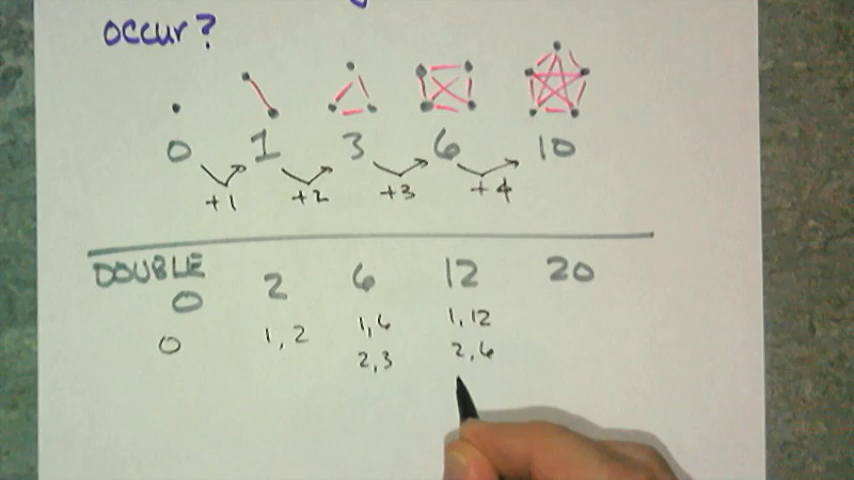 occur?
0 1 3 6 10
+1 +2 +3 +4
DOUBLE
0 2 6 12 20
0 1, 2 1, 6 1, 12
2, 3 2, 6